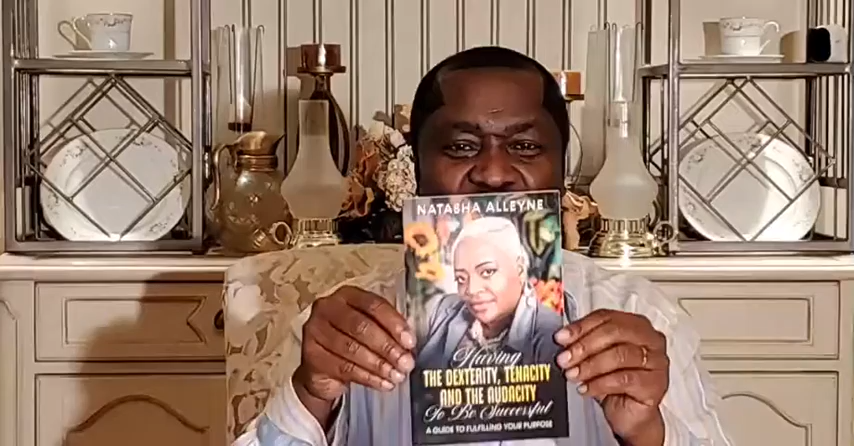 NATASHA ALLEYNE
Having
THE DEXTERITY, TENACITY
AND THE AUDACITY
To Be Successful
A GUIDE TO FULFILLING YOUR PURPOSE